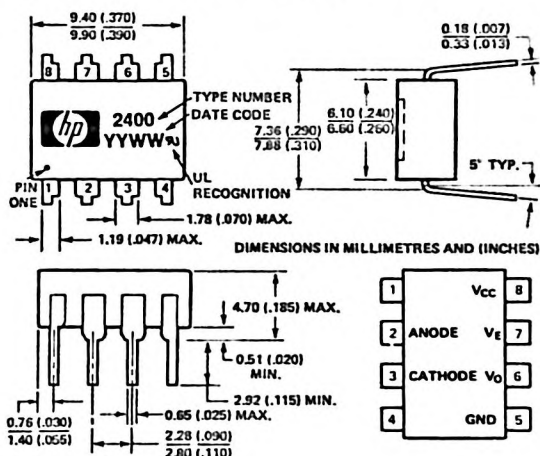 9.40 (.370)
9.90 (.390)
8 7 6 5
hp
2400
YYWW
TYPE NUMBER
DATE CODE
UL
RECOGNITION
PIN
ONE
1 2 3 4
1.78 (.070) MAX.
1.19 (.047) MAX.
0.18 (.007)
0.33 (.013)
7.36 (.290)
7.88 (.310)
6.10 (.240)
6.60 (.260)
5° TYP.
DIMENSIONS IN MILLIMETRES AND (INCHES)
4.70 (.185) MAX.
0.51 (.020)
MIN.
2.92 (.115) MIN.
0.76 (.030)
1.40 (.055)
0.65 (.025) MAX.
2.28 (.090)
2.80 (.110)
1 VCC 8
2 ANODE VE 7
3 CATHODE VO 6
4 GND 5